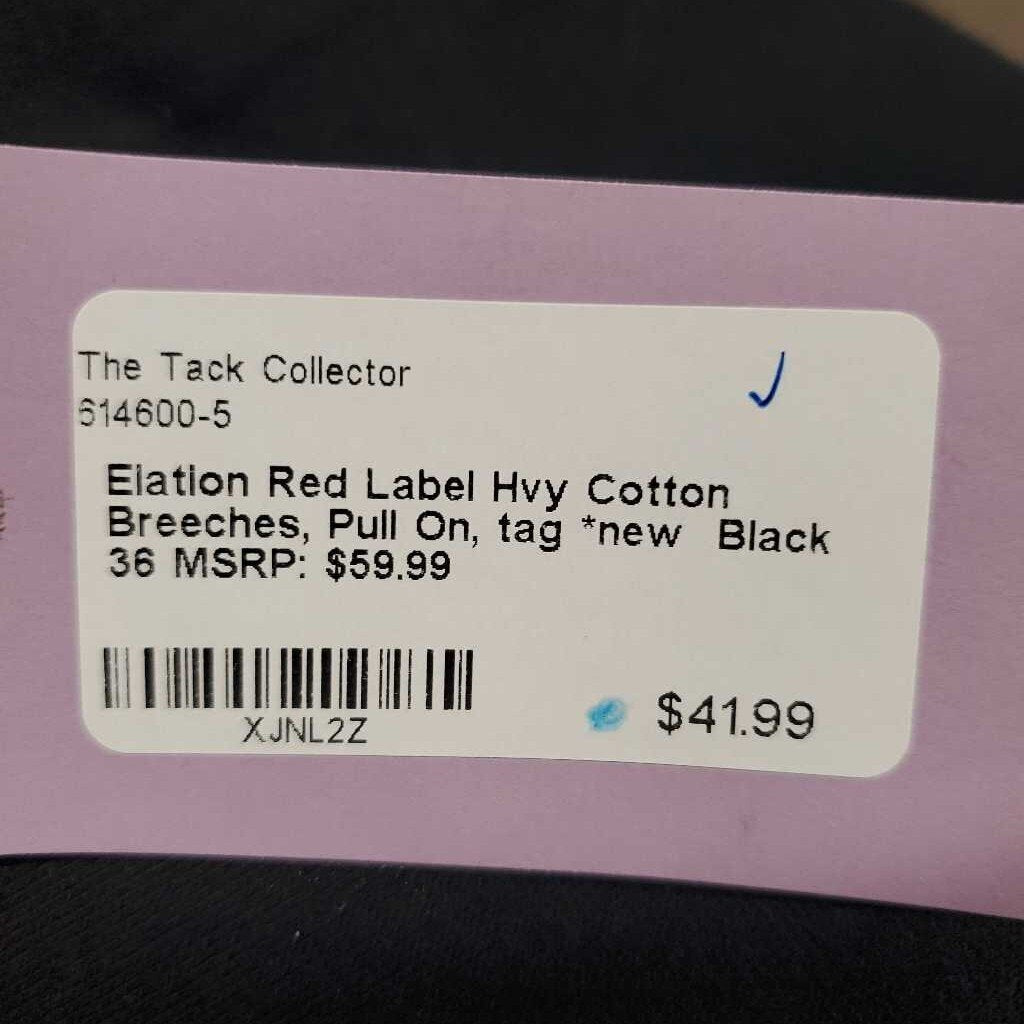 The Tack Collector
614600-5
Elation Red Label Hvy Cotton
Breeches, Pull On, tag *new Black
36 MSRP: $59.99
XJNL2Z
$41.99